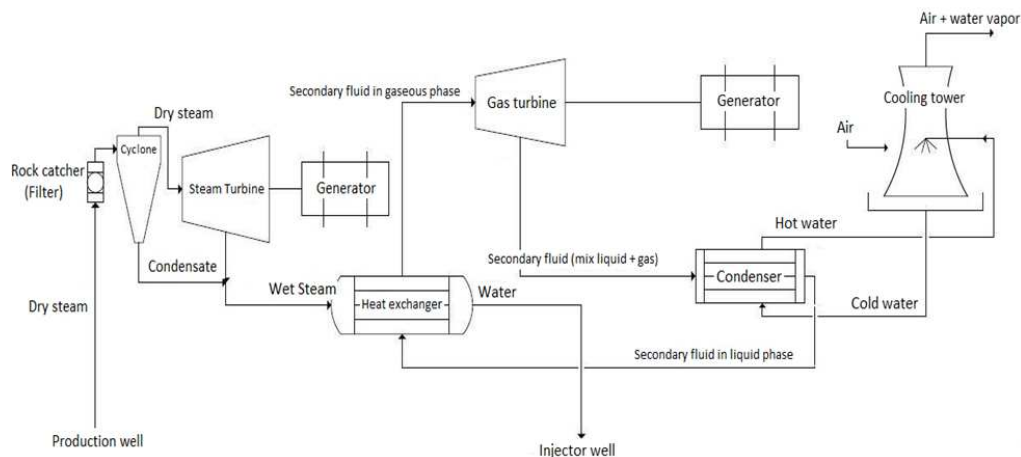 Air + water vapor
Secondary fluid in gaseous phase
Gas turbine
Generator
Cooling tower
Dry steam
Air
Cyclone
Rock catcher
(Filter)
Steam Turbine
Generator
Hot water
Condensate
Secondary fluid (mix liquid + gas)
Condenser
Wet Steam
Heat exchanger
Water
Cold water
Dry steam
Secondary fluid in liquid phase
Production well
Injector well